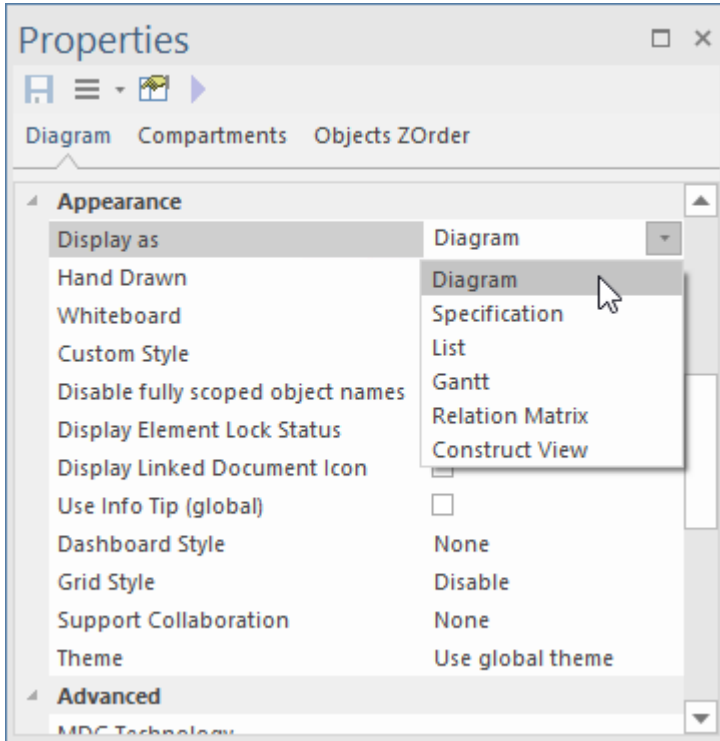 Properties
Diagram Compartments Objects ZOrder
Appearance
Display as Diagram
Hand Drawn Diagram
Whiteboard Specification
Custom Style List
Disable fully scoped object names Gantt
Display Element Lock Status Relation Matrix
Display Linked Document Icon Construct View
Use Info Tip (global)
Dashboard Style None
Grid Style Disable
Support Collaboration None
Theme Use global theme
Advanced